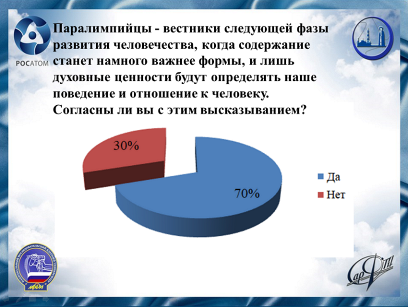 Паралимпийцы - вестники следующей фазы
развития человечества, когда содержание
станет намного важнее формы, и лишь
духовные ценности будут определять наше
поведение и отношение к человеку.
Согласны ли вы с этим высказыванием?
РОСАТОМ
30%
70%
Да
Нет